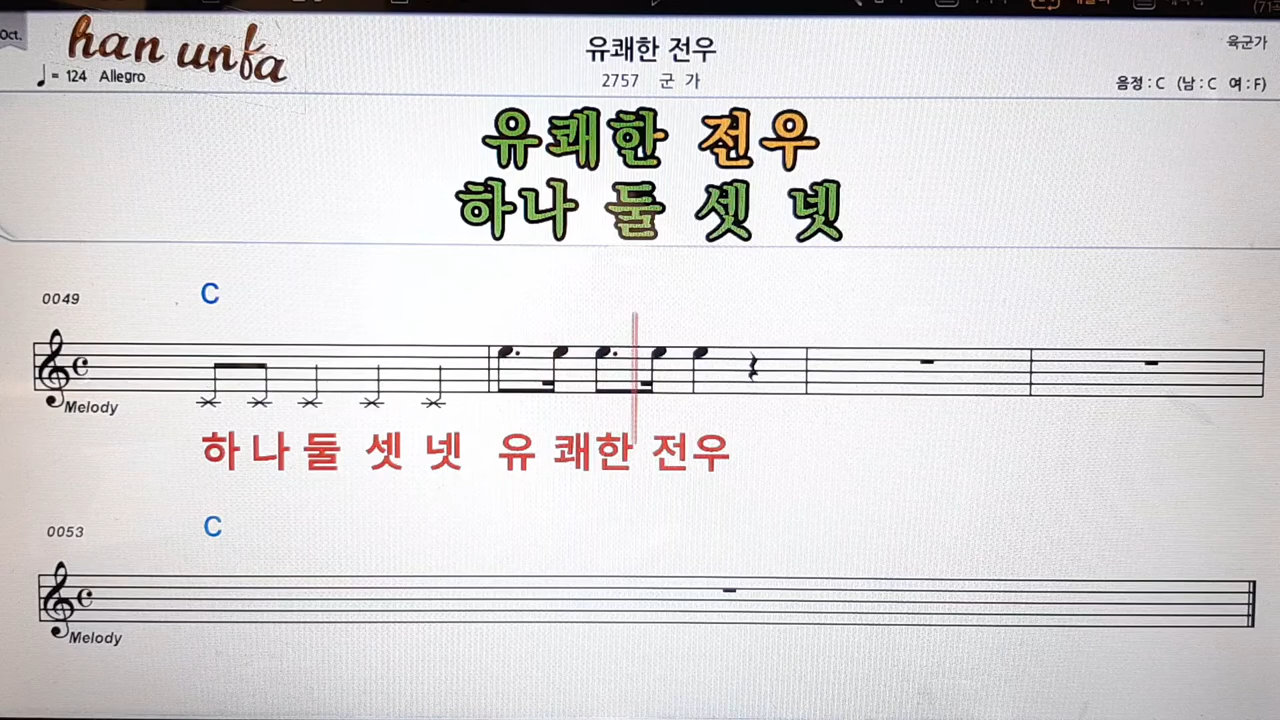 Oct.
han unfa
유쾌한 전우
육군가
♩= 124 Allegro
2757 군 가
음정 : C (남 : C 여 : F)
유쾌한 전우
하나 둘 셋 넷
0049
C
Melody
하 나 둘 셋 넷 유 쾌한 전우
0053
C
Melody